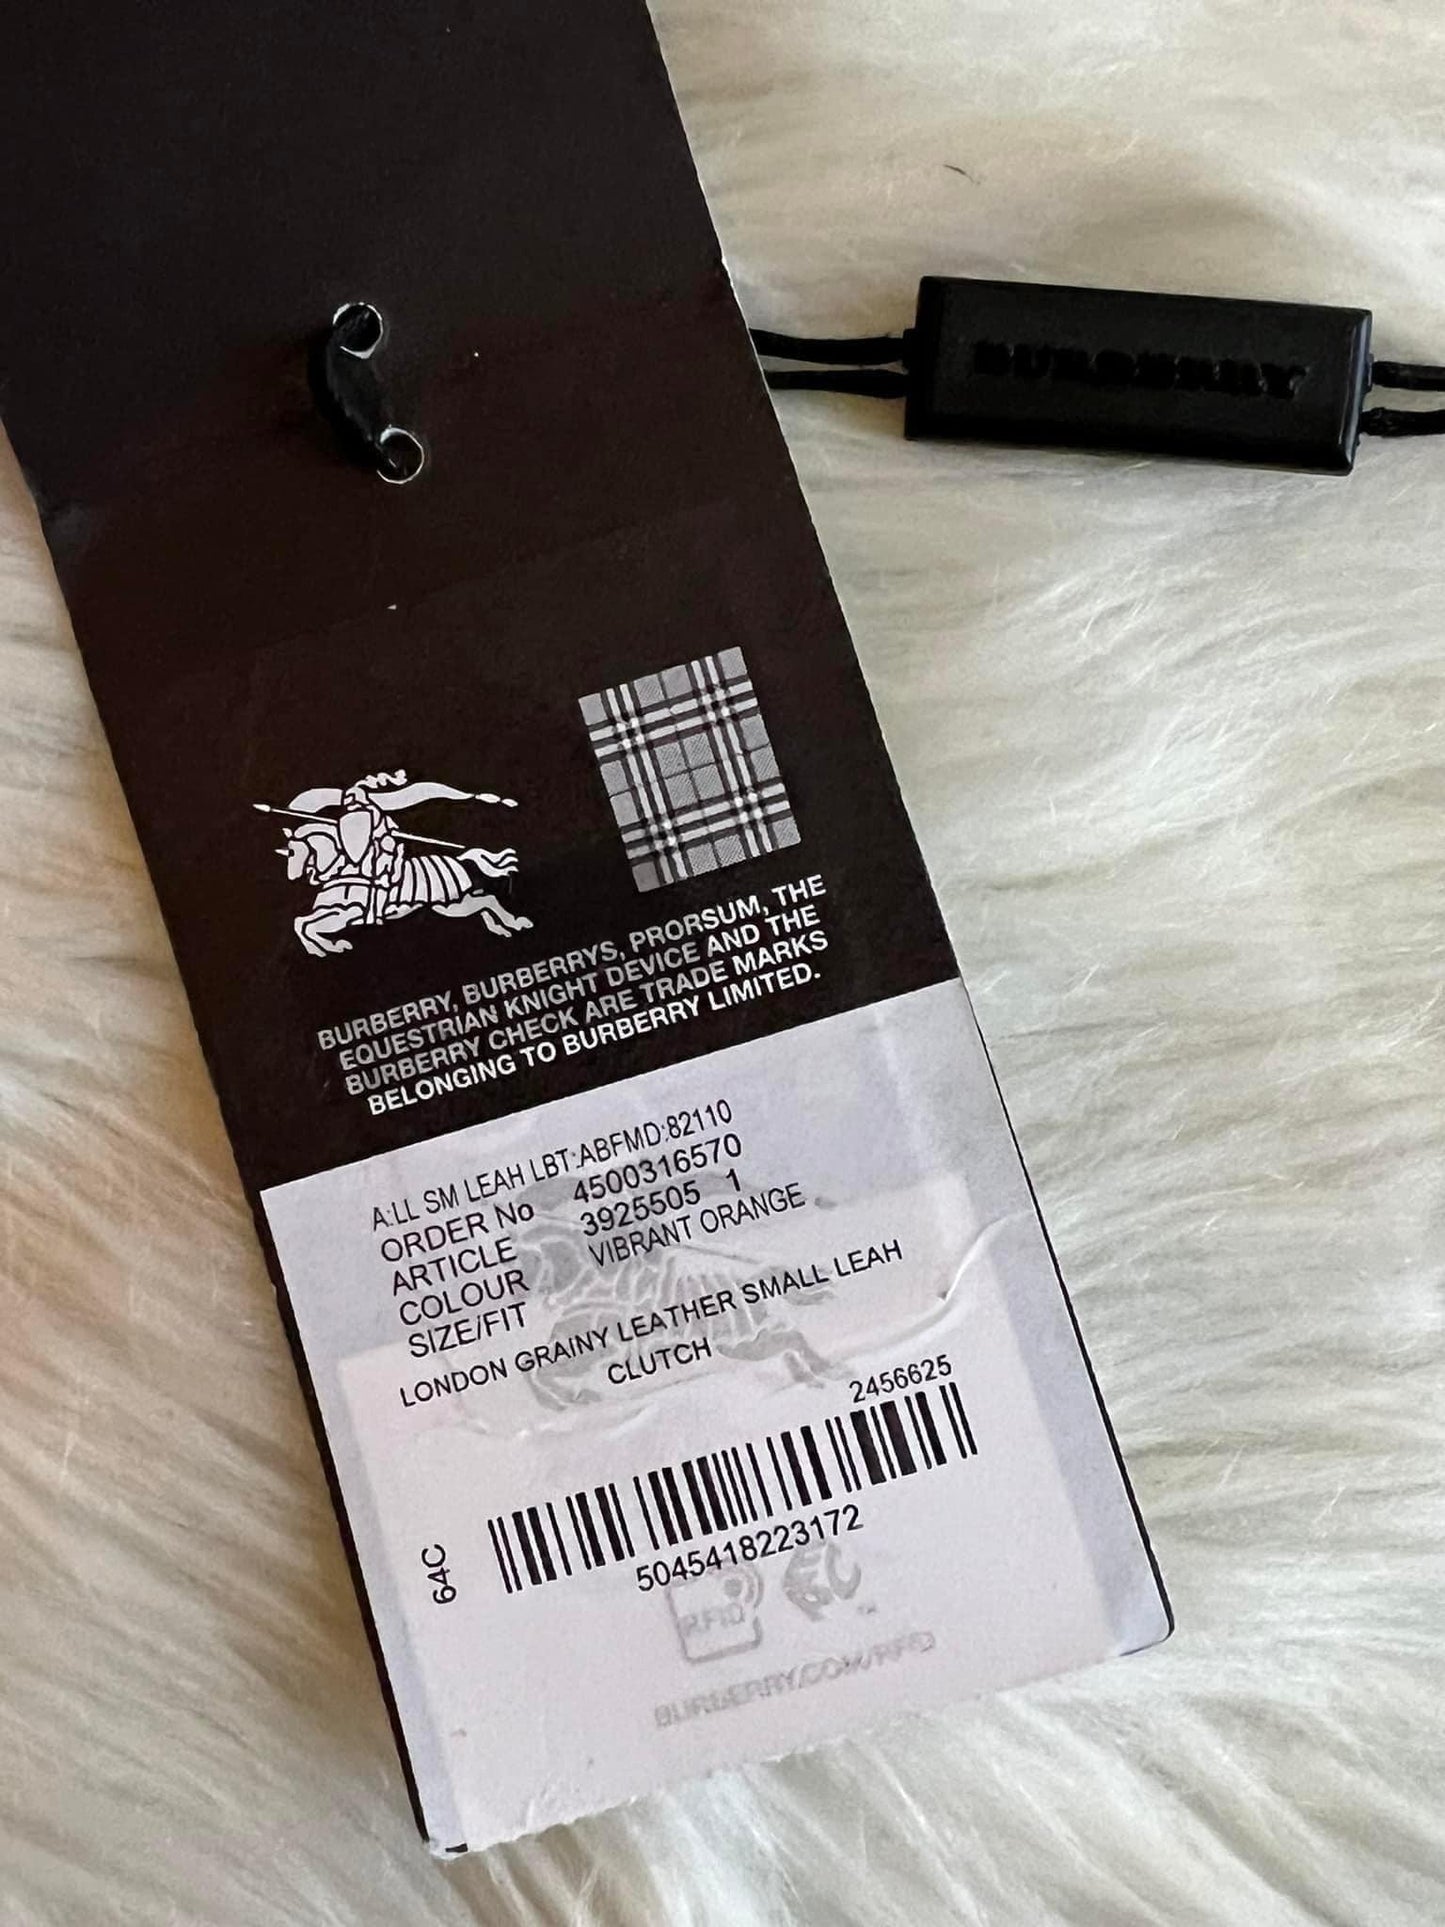 BURBERRY
BURBERRY, BURBERRYS, PRORSUM, THE
EQUESTRIAN KNIGHT DEVICE AND THE
BURBERRY CHECK ARE TRADE MARKS
BELONGING TO BURBERRY LIMITED.
A:LL SM LEAH LBT:ABFMD:82110
ORDER No 4500316570
ARTICLE 3925505 1
COLOUR VIBRANT ORANGE
SIZE/FIT
LONDON GRAINY LEATHER SMALL LEAH
CLUTCH
2456625
64C
5045418223172
RFID
BURBERRY.COM/RFID